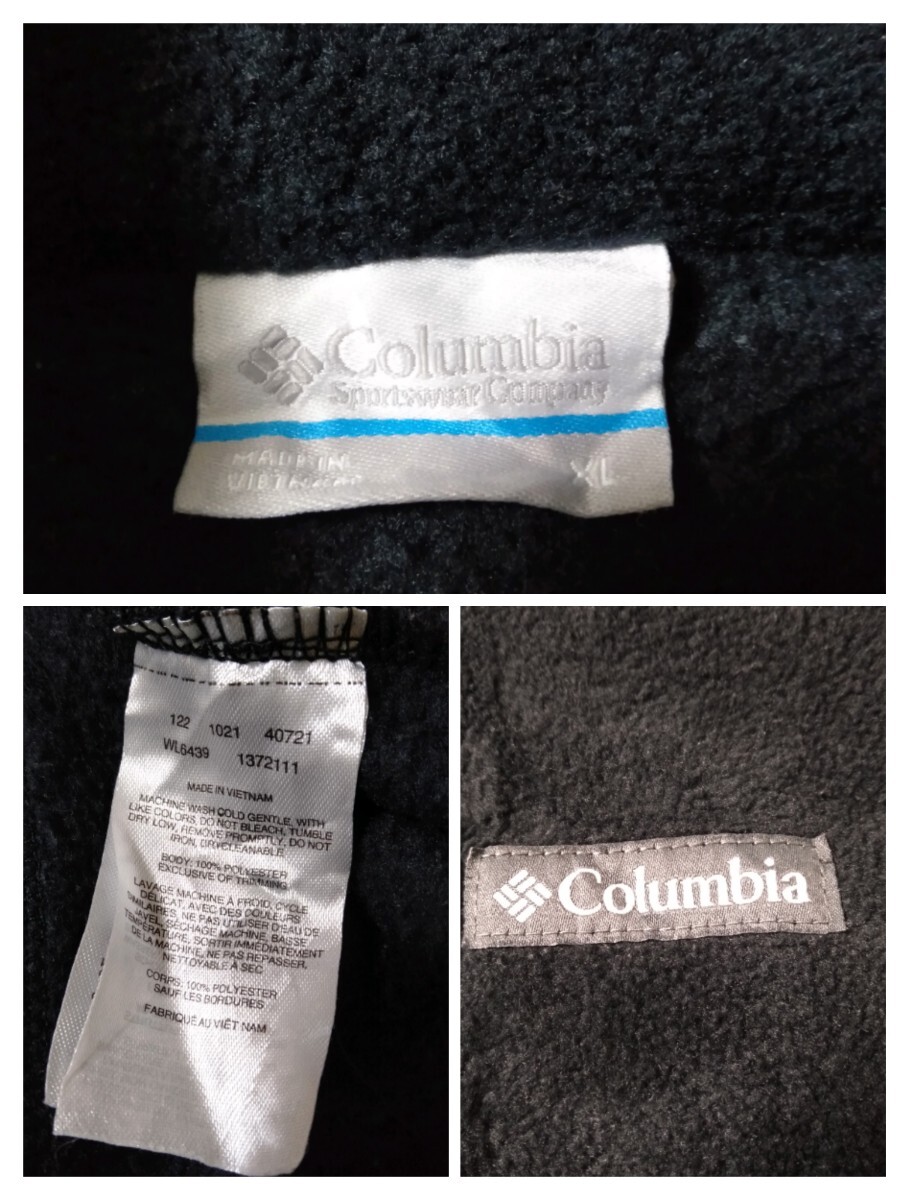 Columbia
Sportswear Company
MADE IN
VIETNAM
XL
122 1021 40721
WL6439 1372111
MADE IN VIETNAM
MACHINE WASH COLD GENTLE, WITH
LIKE COLORS, DO NOT BLEACH, TUMBLE
DRY LOW, REMOVE PROMPTLY, DO NOT
IRON, DRYCLEANABLE
BODY: 100% POLYESTER
EXCLUSIVE OF TRIMMING
LAVAGE MACHINE À FROID, CYCLE
DÉLICAT, AVEC DES COULEURS
SIMILAIRES, NE PAS UTILISER D'EAU DE
JAVEL, SÉCHAGE MACHINE, BASSE
TEMPÉRATURE, SORTIR IMMÉDIATEMENT
DE LA MACHINE, NE PAS REPASSER,
NETTOYABLE À SEC
CORPS: 100% POLYESTER
SAUF LES BORDURES
FABRIQUÉ AU VIÊT NAM
Columbia